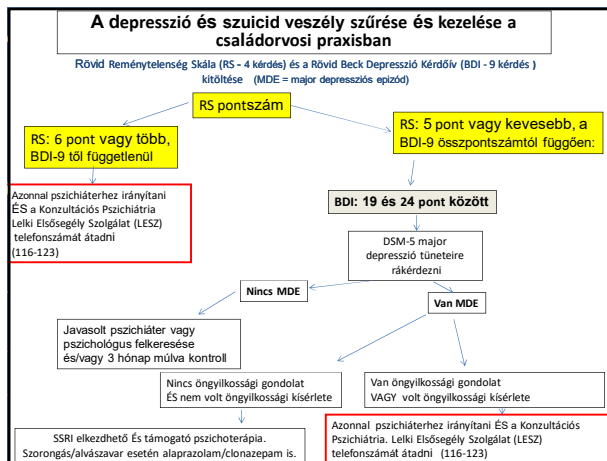 A depresszió és szuicid veszély szűrése és kezelése a
családorvosi praxisban
Rövid Reménytelenség Skála (RS - 4 kérdés) és a Rövid Beck Depresszió Kérdőív (BDI - 9 kérdés )
kitöltése (MDE = major depressziós epizód)
RS pontszám
RS: 6 pont vagy több,
BDI-9 től függetlenül
RS: 5 pont vagy kevesebb, a
BDI-9 összpontszámtól függően:
Azonnal pszichiáterhez irányítani
ÉS a Konzultációs Pszichiátria
Lelki Elsősegély Szolgálat (LESZ)
telefonszámát átadni
(116-123)
BDI: 19 és 24 pont között
DSM-5 major
depresszió tüneteire
rákérdezni
Nincs MDE
Van MDE
Javasolt pszichiáter vagy
pszichológus felkeresése
és/vagy 3 hónap múlva kontroll
Nincs öngyilkossági gondolat
ÉS nem volt öngyilkossági kísérlete
Van öngyilkossági gondolat
VAGY volt öngyilkossági kísérlete
SSRI elkezdhető És támogató pszichoterápia.
Szorongás/alvászavar esetén alaprazolam/clonazepam is.
Azonnal pszichiáterhez irányítani ÉS a Konzultációs
Pszichiátria. Lelki Elsősegély Szolgálat (LESZ)
telefonszámát átadni (116-123)